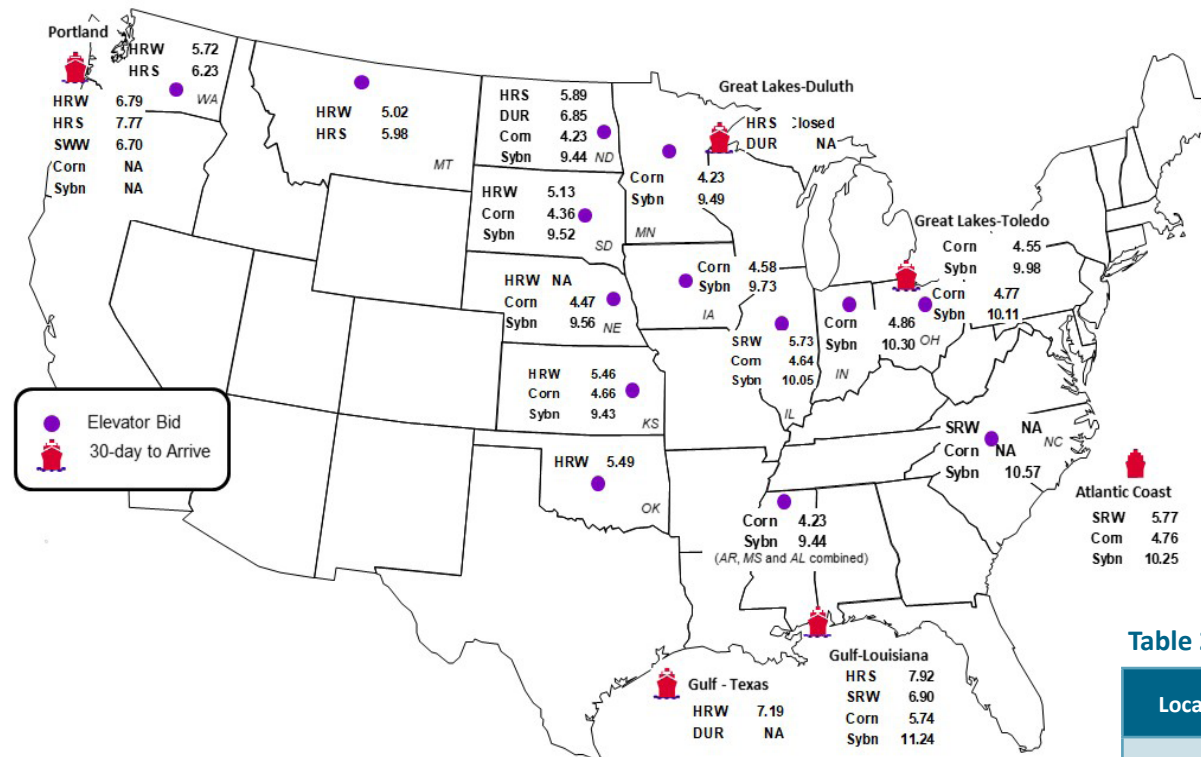 Portland
HRW 5.72
HRS 6.23
WA
HRW 6.79
HRS 7.77
SWW 6.70
Corn NA
Sybn NA
HRW 5.02
HRS 5.98
MT
HRS 5.89
DUR 6.85
Corn 4.23
Sybn 9.44
ND
Great Lakes-Duluth
HRS Closed
DUR NA
Corn 4.23
Sybn 9.49
MN
HRW 5.13
Corn 4.36
Sybn 9.52
SD
Great Lakes-Toledo
Corn 4.55
Sybn 9.98
HRW NA
Corn 4.47
Sybn 9.56
NE
Corn 4.58
Sybn 9.73
IA
Corn 4.77
Sybn 10.11
OH
Corn 4.86
Sybn 10.30
IN
SRW 5.73
Corn 4.64
Sybn 10.05
IL
HRW 5.46
Corn 4.66
Sybn 9.43
KS
Elevator Bid
30-day to Arrive
HRW 5.49
OK
SRW NA
Corn NA
Sybn 10.57
NC
Atlantic Coast
SRW 5.77
Corn 4.76
Sybn 10.25
Corn 4.23
Sybn 9.44
(AR, MS and AL combined)
Gulf - Texas
HRW 7.19
DUR NA
Gulf-Louisiana
HRS 7.92
SRW 6.90
Corn 5.74
Sybn 11.24
Table
Loca